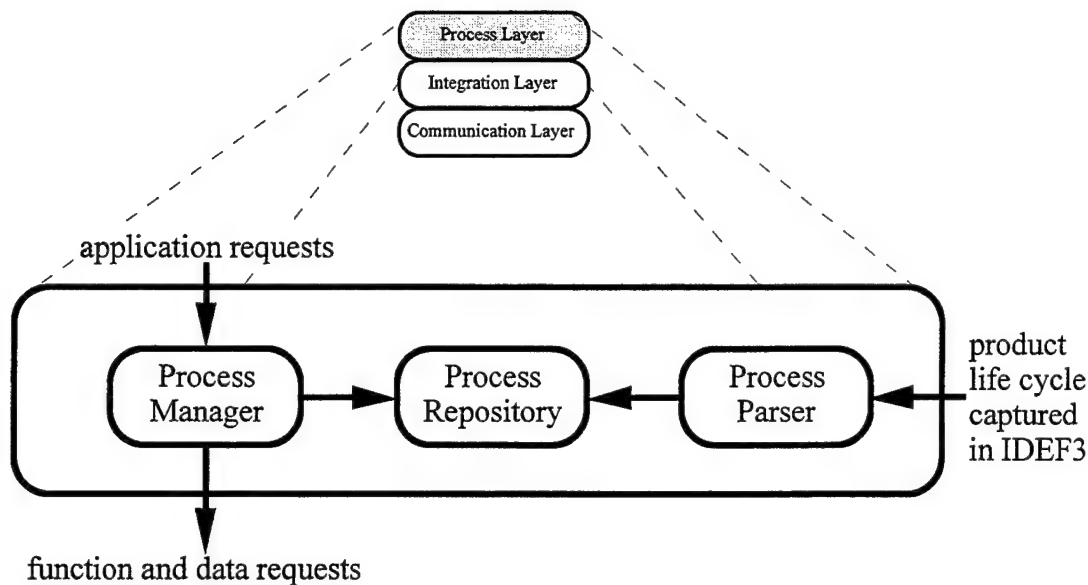 Process Layer
Integration Layer
Communication Layer
application requests
Process
Manager
Process
Repository
Process
Parser
product
life cycle
captured
in IDEF3
function and data requests